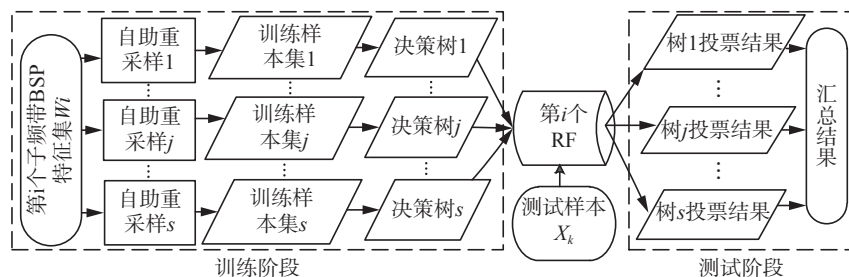 第i个子频带BSP
特征集Wi
自助重
采样1
训练样
本集1
决策树1
⋮
⋮
⋮
自助重
采样j
训练样
本集j
决策树j
⋮
⋮
⋮
自助重
采样s
训练样
本集s
决策树s
训练阶段
第i个
RF
测试样本
Xk
树1投票结果
⋮
树j投票结果
⋮
树s投票结果
汇总结果
测试阶段